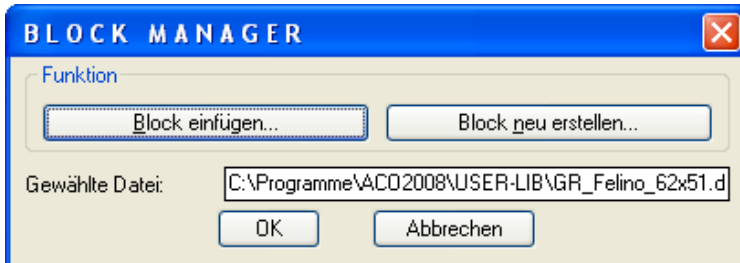 BLOCK MANAGER
Funktion
Block einfügen... Block neu erstellen...
Gewählte Datei: C:\Programme\ACO2008\USER-LIB\GR_Felino_62x51.d
OK Abbrechen